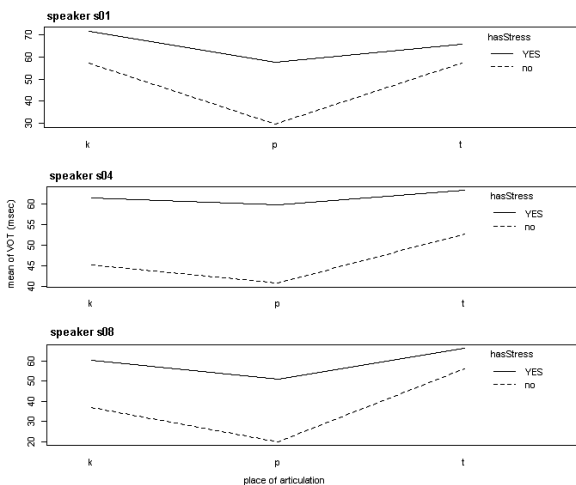 speaker s01
70
60
50
40
30
hasStress
YES
no
k p t
speaker s04
60
55
50
45
40
hasStress
YES
no
mean of VOT (msec)
k p t
speaker s08
60
50
40
30
20
hasStress
YES
no
k p t
place of articulation